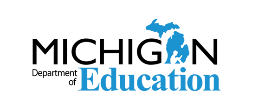 MICHIGAN
Department of Education